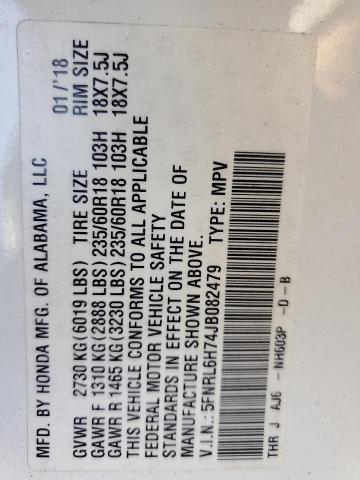 MFD. BY HONDA MFG. OF ALABAMA, LLC 01/'18
GVWR 2730 KG(6019 LBS) TIRE SIZE RIM SIZE
GAWR F 1310 KG(2888 LBS) 235/60R18 103H 18X7.5J
GAWR R 1465 KG(3230 LBS) 235/60R18 103H 18X7.5J
THIS VEHICLE CONFORMS TO ALL APPLICABLE
FEDERAL MOTOR VEHICLE SAFETY
STANDARDS IN EFFECT ON THE DATE OF
MANUFACTURE SHOWN ABOVE.
V.I.N.: 5FNRL6H74JB082479 TYPE: MPV
THR J AJ6 - NH603P -D -B